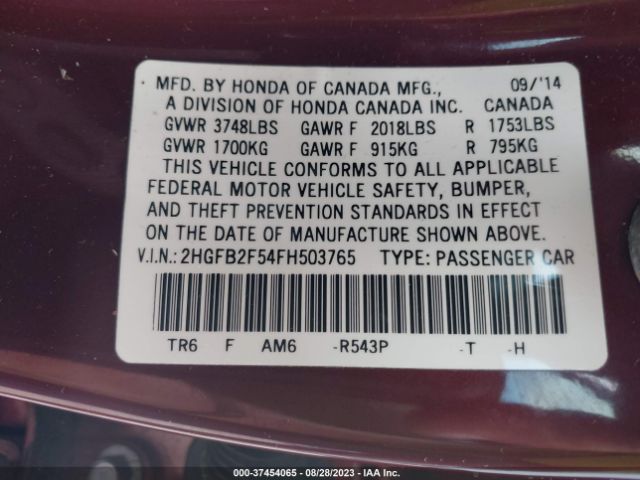 MFD. BY HONDA OF CANADA MFG., 09/'14
A DIVISION OF HONDA CANADA INC. CANADA
GVWR 3748LBS GAWR F 2018LBS R 1753LBS
GVWR 1700KG GAWR F 915KG R 795KG
THIS VEHICLE CONFORMS TO ALL APPLICABLE
FEDERAL MOTOR VEHICLE SAFETY, BUMPER,
AND THEFT PREVENTION STANDARDS IN EFFECT
ON THE DATE OF MANUFACTURE SHOWN ABOVE.
V.I.N.: 2HGFB2F54FH503765 TYPE: PASSENGER CAR
TR6 F AM6 -R543P -T -H
000-37454065 - 08/28/2023 - IAA Inc.